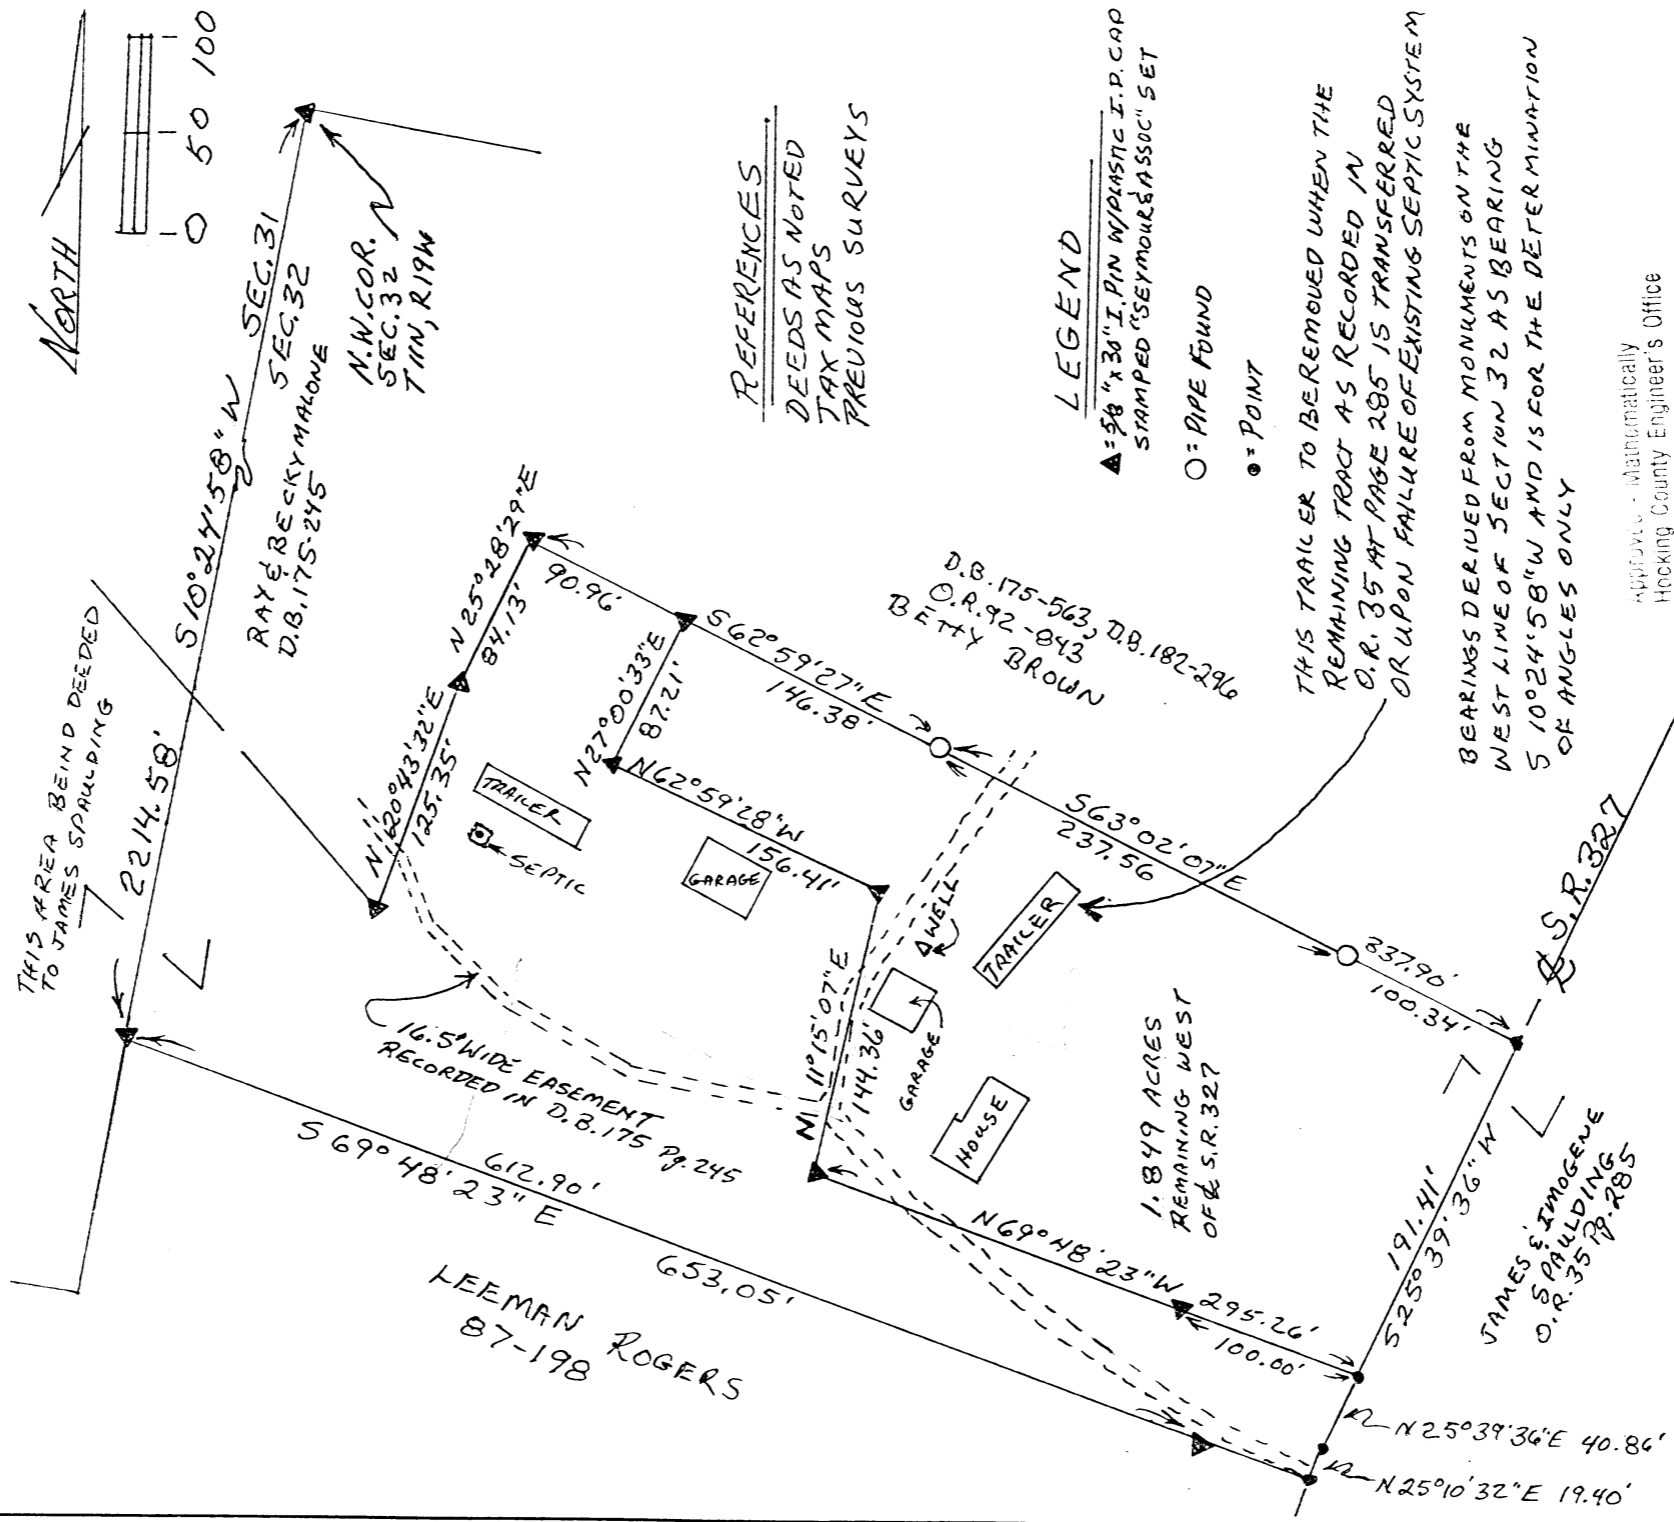 NORTH
0 50 100
S10°24'58"W
SEC.31
SEC.32
RAY & BECKY MALONE
D.B.175-245
N.W.COR.
SEC.32
T11N, R19W
THIS AREA BEIND DEEDED
TO JAMES SPAULDING
2214.58'
REFERENCES
DEEDS AS NOTED
TAX MAPS
PREVIOUS SURVEYS
LEGEND
▲=5/8"x30"I.PIN W/PLASTIC I.D.CAP
STAMPED "SEYMOUR&ASSOC" SET
O=PIPE FOUND
●=POINT
THIS TRAILER TO BE REMOVED WHEN THE
REMAINING TRACT AS RECORDED IN
O.R. 35 AT PAGE 285 IS TRANSFERRED
OR UPON FAILURE OF EXISTING SEPTIC SYSTEM
BEARINGS DERIVED FROM MONUMENTS ON THE
WEST LINE OF SECTION 32 AS BEARING
S 10°24'58"W AND IS FOR THE DETERMINATION
OF ANGLES ONLY
Approved - Mathematically
Hocking County Engineer's Office
N 25°28'29"E
84.13'
90.96'
N 20°43'32"E
125.35'
N27°00'33"E
87.21'
S62°59'27"E
146.38'
N62°59'28"W
156.41'
D.B.175-563, D.B.182-296
O.R.92-843
BETTY BROWN
TRAILER
SEPTIC
GARAGE
S63°02'07"E
237.56
WELL
TRAILER
GARAGE
HOUSE
N 11°15'07"E
144.36'
16.5' WIDE EASEMENT
RECORDED IN D.B.175 Pg.245
337.90'
100.34'
℄ S.R.327
1.849 ACRES
REMAINING WEST
OF ℄ S.R.327
S 69°48'23"E
612.90'
653.05'
LEEMAN ROGERS
87-198
N69°48'23"W
295.26'
100.00'
191.41'
S25°39'36"W
JAMES & IMOGENE
SPAULDING
O.R.35 Pg.285
N25°39'36"E 40.86'
N25°10'32"E 19.40'